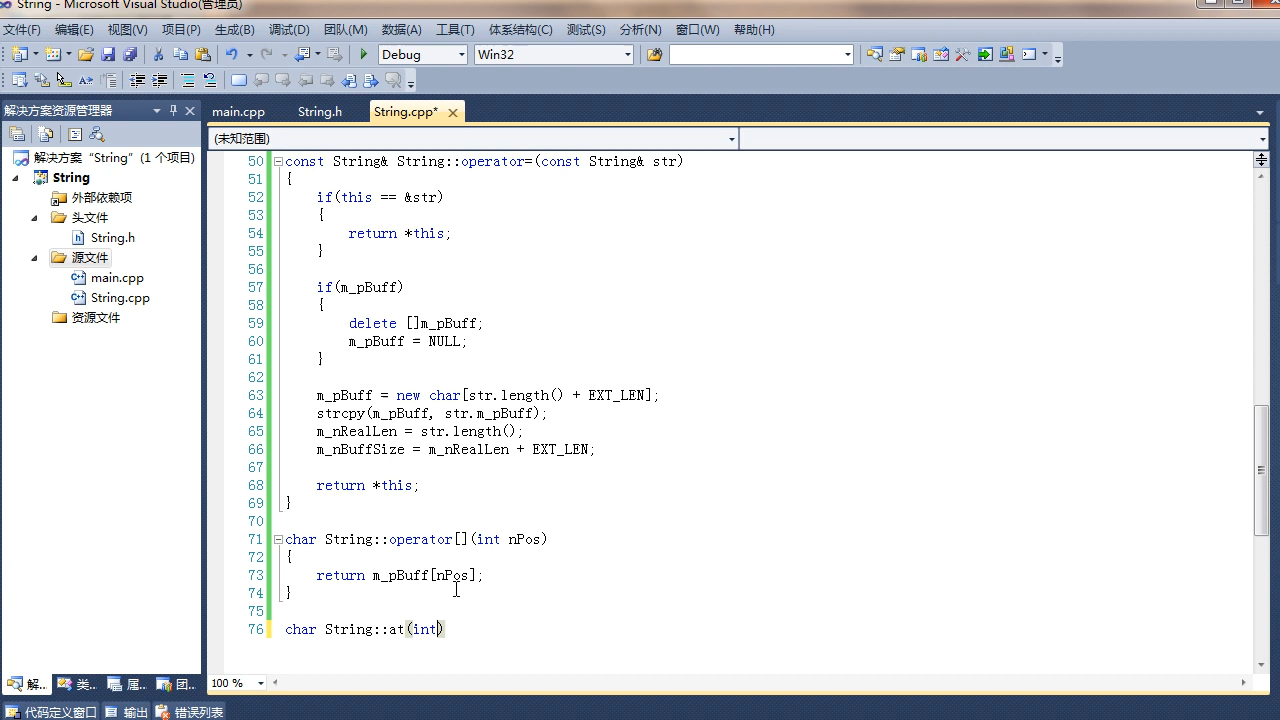 String - Microsoft Visual Studio(管理员)
文件(F) 编辑(E) 视图(V) 项目(P) 生成(B) 调试(D) 团队(M) 数据(A) 工具(T) 体系结构(C) 测试(S) 分析(N) 窗口(W) 帮助(H)
Debug Win32
解决方案资源管理器
main.cpp String.h String.cpp*
(未知范围)
解决方案 “String” (1 个项目)
String
外部依赖项
头文件
String.h
源文件
main.cpp
String.cpp
资源文件
50 const String& String::operator=(const String& str)
51 {
52 if(this == &str)
53 {
54 return *this;
55 }
56
57 if(m_pBuff)
58 {
59 delete []m_pBuff;
60 m_pBuff = NULL;
61 }
62
63 m_pBuff = new char[str.length() + EXT_LEN];
64 strcpy(m_pBuff, str.m_pBuff);
65 m_nRealLen = str.length();
66 m_nBuffSize = m_nRealLen + EXT_LEN;
67
68 return *this;
69 }
70
71 char String::operator[](int nPos)
72 {
73 return m_pBuff[nPos];
74 }
75
76 char String::at(int)
100 %
解... 类... 属... 团...
代码定义窗口 输出 错误列表